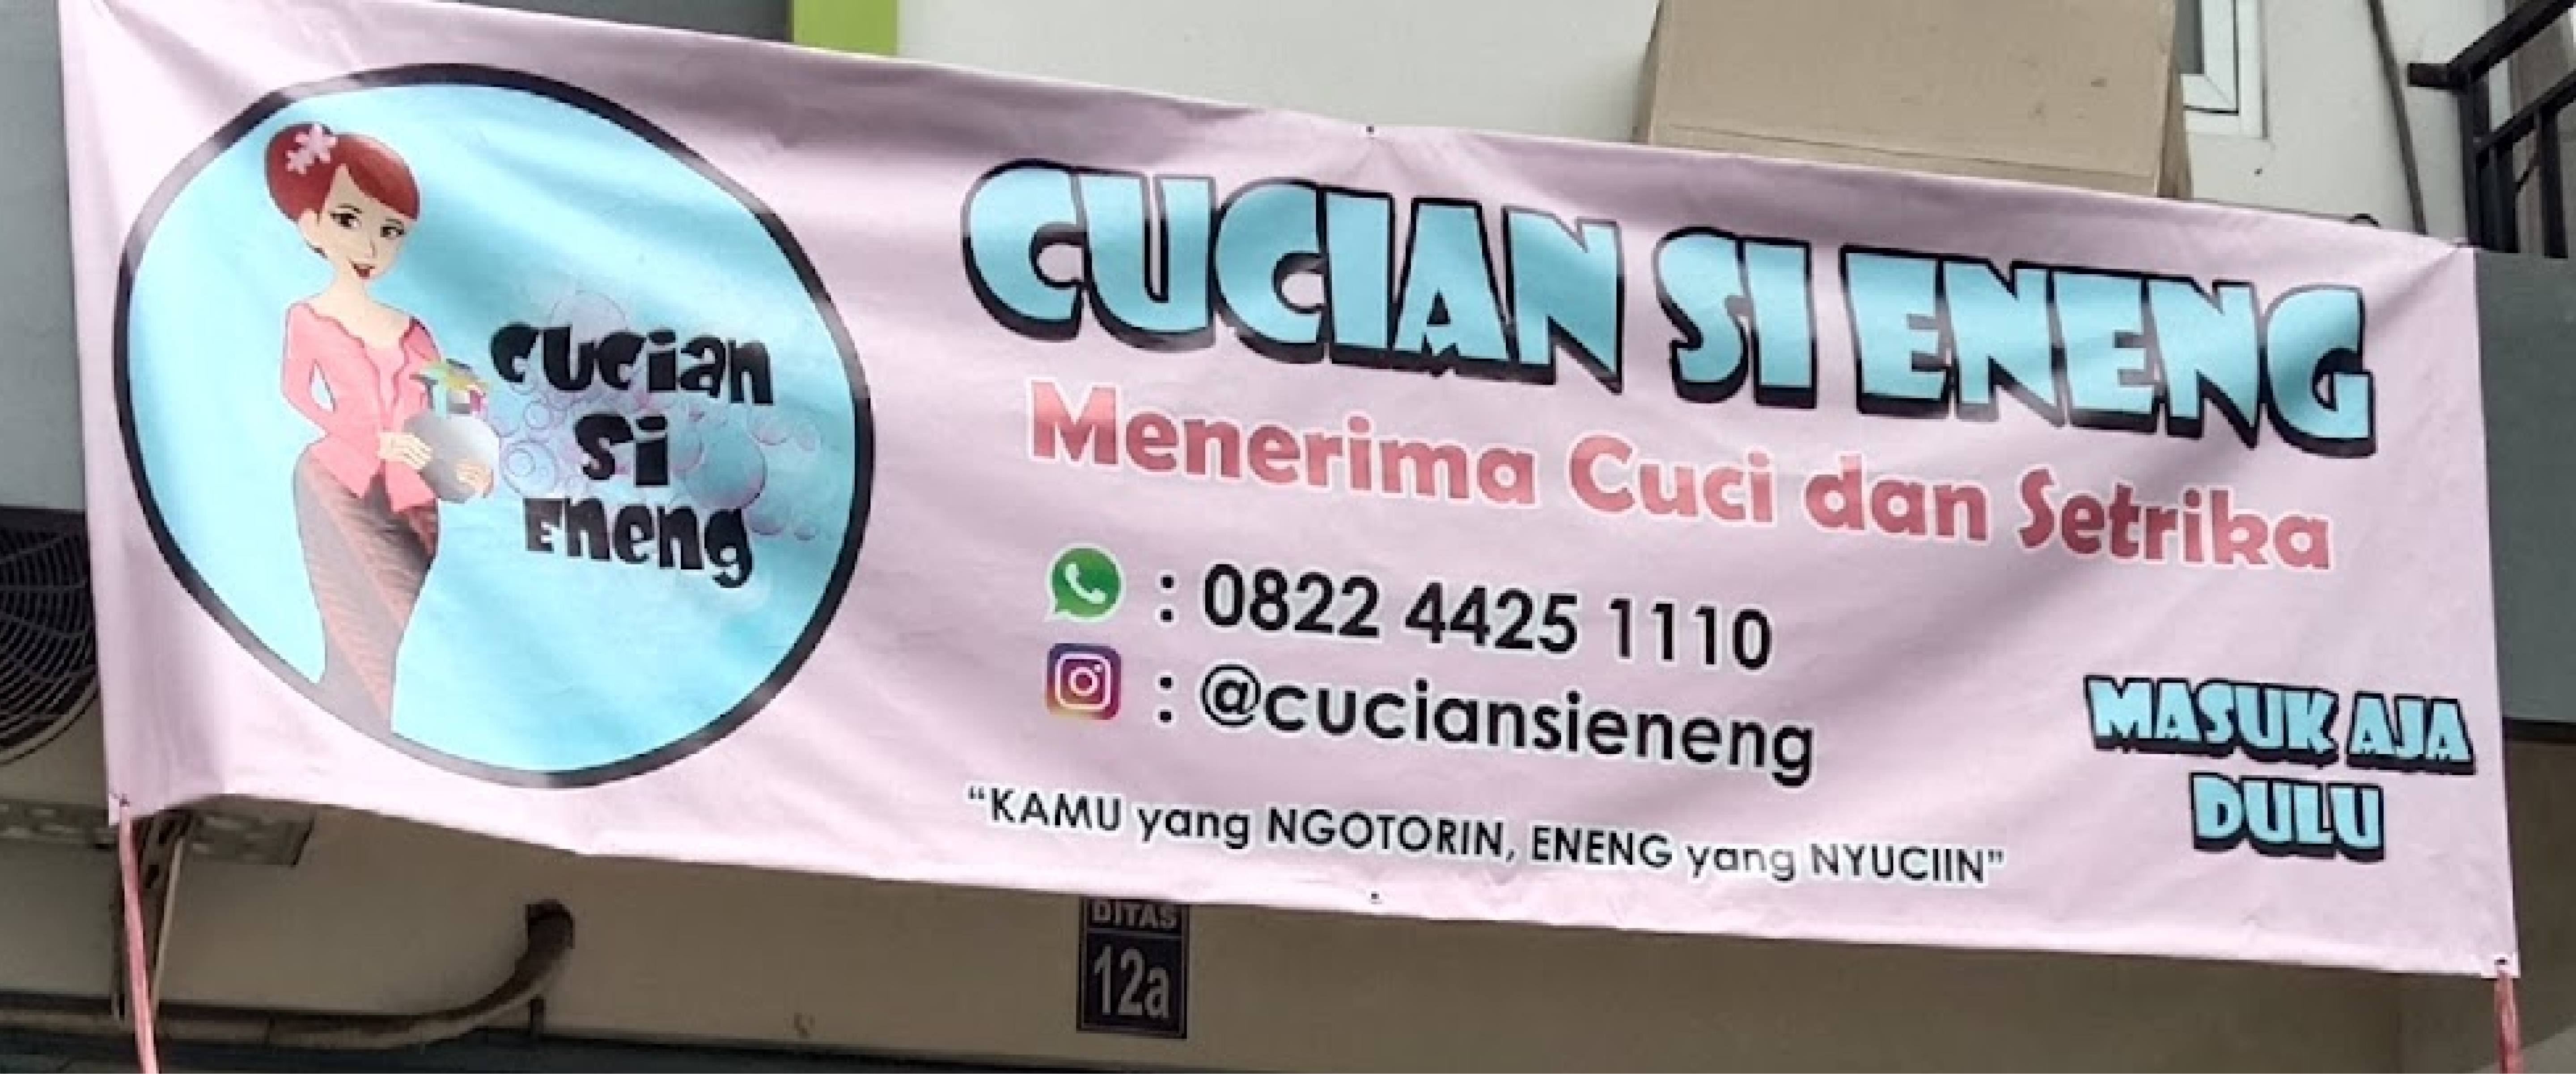 cucian
si
Eneng
CUCIAN SI ENENG
Menerima Cuci dan Setrika
: 0822 4425 1110
: @cuciansieneng
MASUK AJA
DULU
“KAMU yang NGOTORIN, ENENG yang NYUCIIN”
DITAS
12a